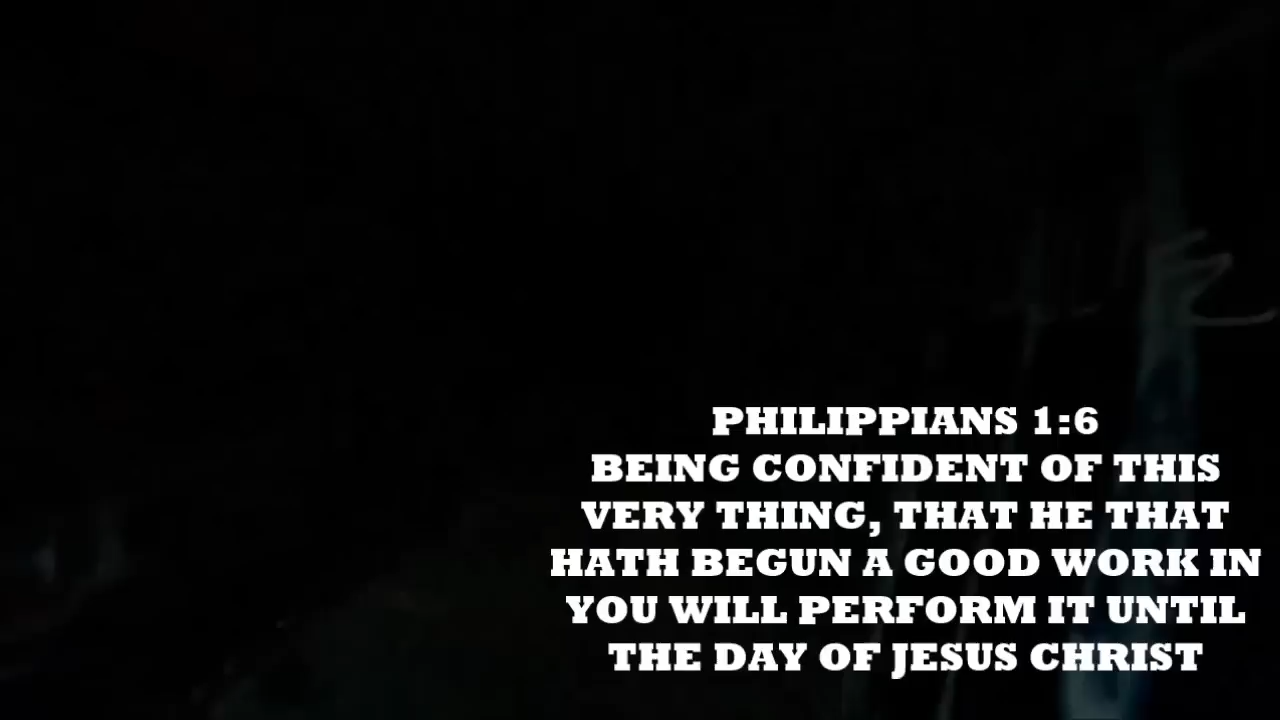 PHILIPPIANS 1:6
BEING CONFIDENT OF THIS
VERY THING, THAT HE THAT
HATH BEGUN A GOOD WORK IN
YOU WILL PERFORM IT UNTIL
THE DAY OF JESUS CHRIST